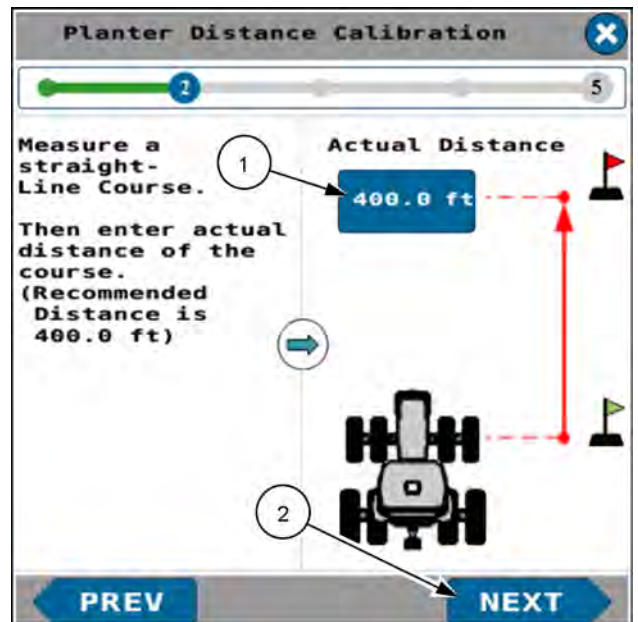 Planter Distance Calibration
2
5
Measure a
straight-
Line Course.
Then enter actual
distance of the
course.
(Recommended
Distance is
400.0 ft)
1
Actual Distance
400.0 ft
2
PREV
NEXT